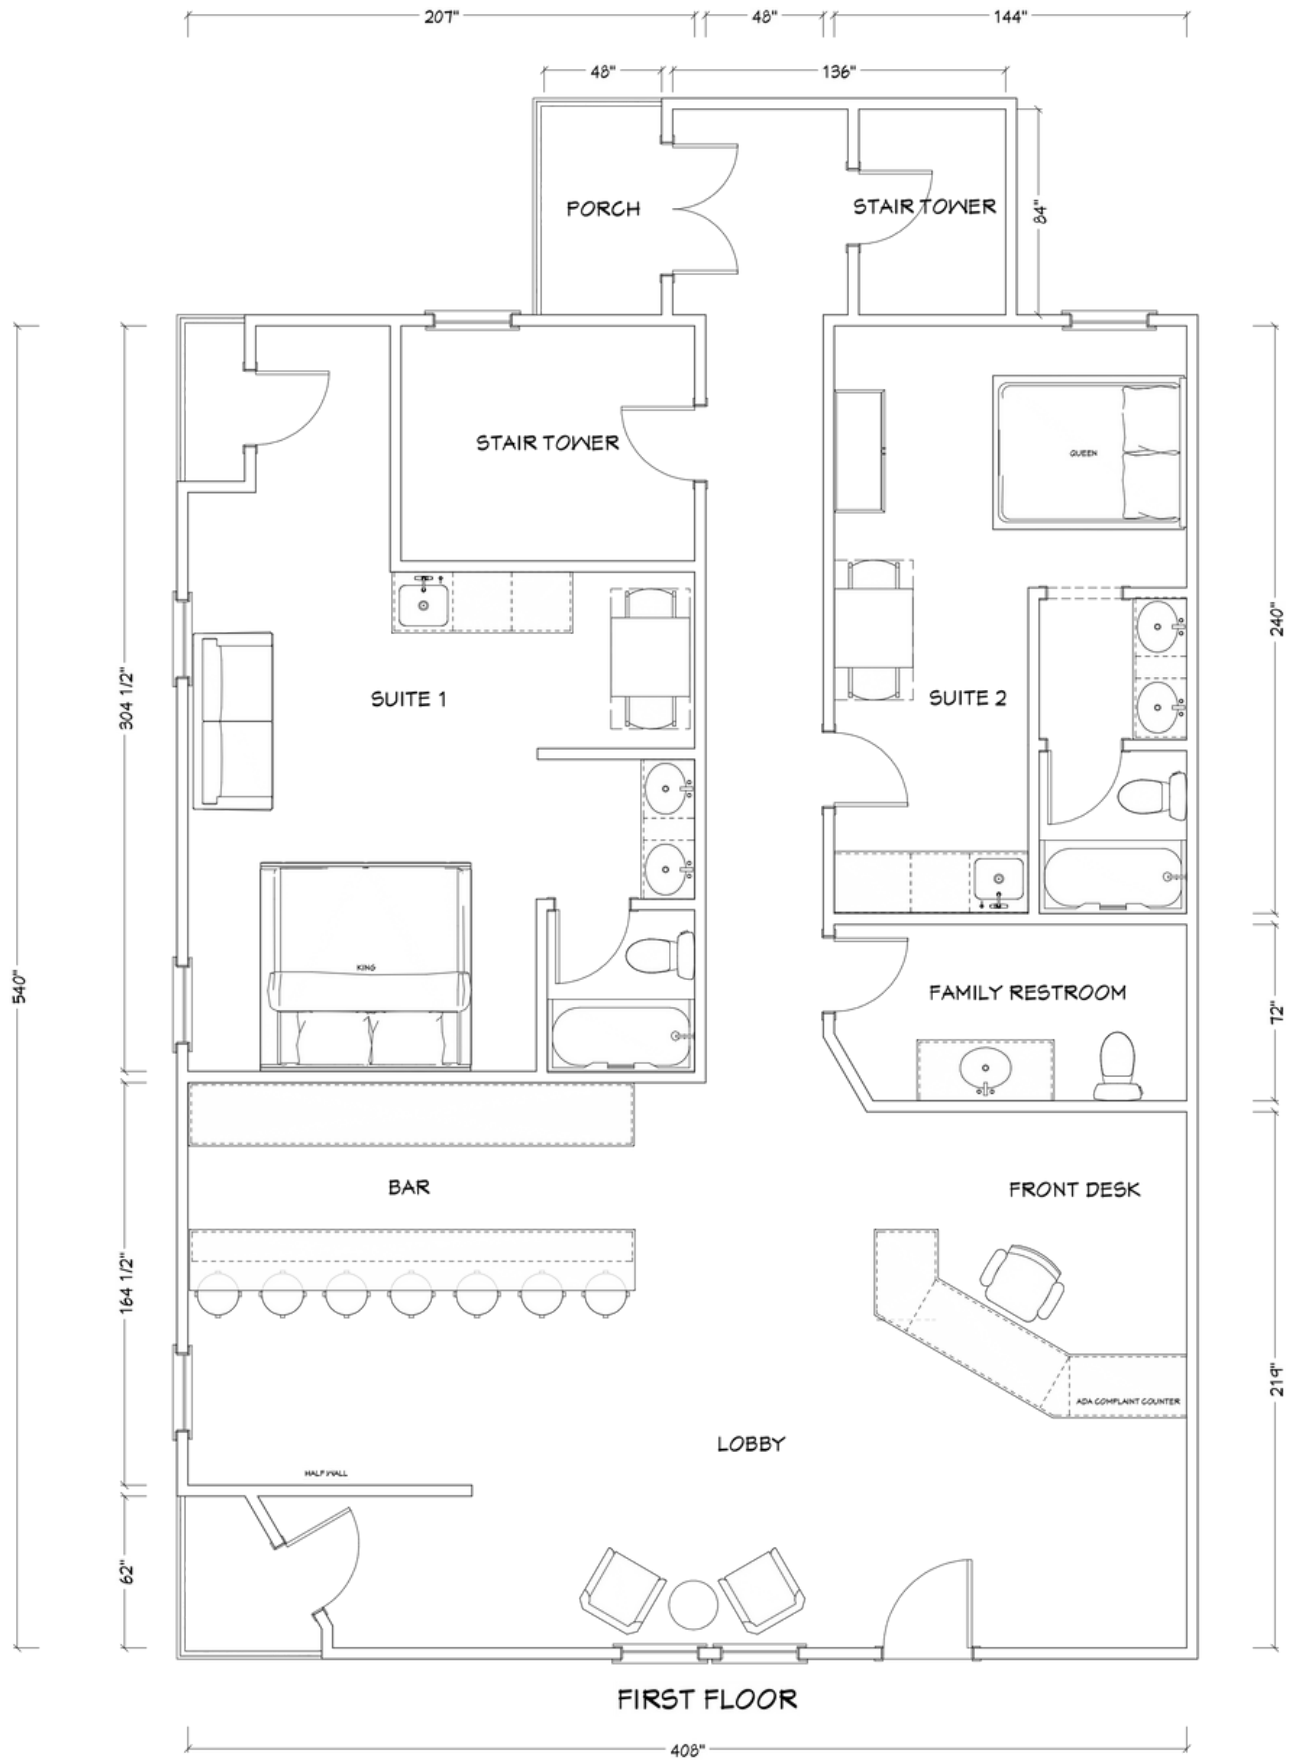 207"
48"
144"
48"
136"
PORCH
STAIR TOWER
84"
STAIR TOWER
QUEEN
240"
304 1/2"
SUITE 1
SUITE 2
KING
540"
FAMILY RESTROOM
72"
BAR
FRONT DESK
164 1/2"
219"
ADA COMPLAINT COUNTER
LOBBY
HALF WALL
62"
FIRST FLOOR
408"